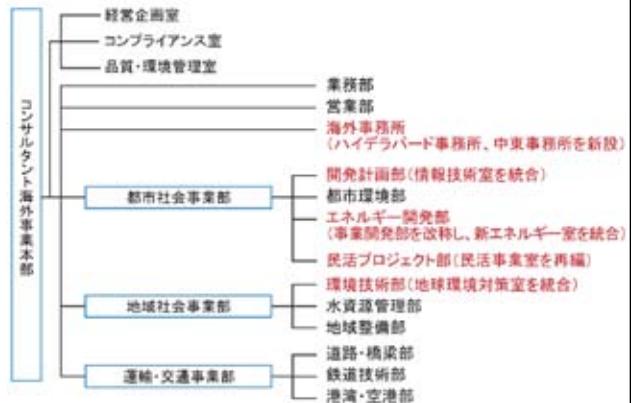 コンサルタント海外事業本部
経営企画室
コンプライアンス室
品質・環境管理室
業務部
営業部
海外事務所
(ハイデラバード事務所、中東事務所を新設)
都市社会事業部
開発計画部(情報技術室を統合)
都市環境部
エネルギー開発部
(事業開発部を改称し、新エネルギー室を統合)
民活プロジェクト部(民活事業室を再編)
地域社会事業部
環境技術部(地球環境対策室を統合)
水資源管理部
地域整備部
運輸・交通事業部
道路・橋梁部
鉄道技術部
港湾・空港部